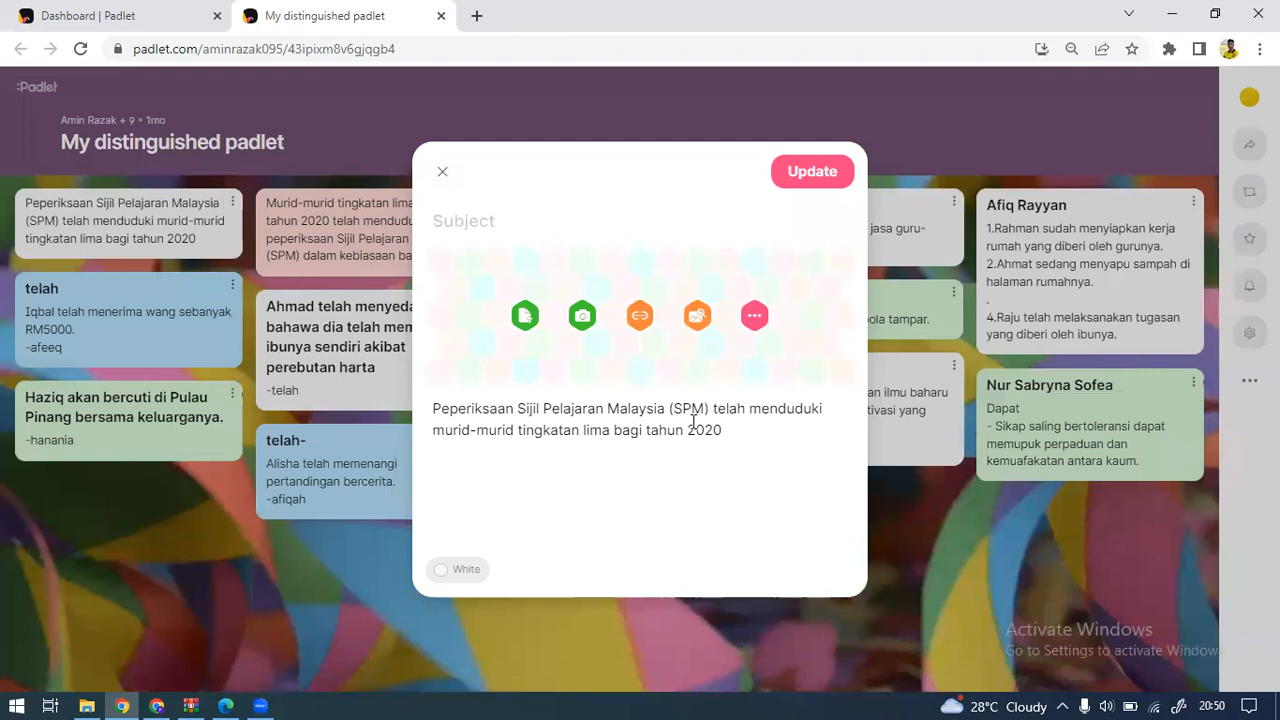 Dashboard | Padlet
My distinguished padlet
padlet.com/aminrazak095/43ipixm8v6gjqgb4
:Padlet
Amin Razak + 9 • 1mo
My distinguished padlet
Peperiksaan Sijil Pelajaran Malaysia
(SPM) telah menduduki murid-murid
tingkatan lima bagi tahun 2020
telah
Iqbal telah menerima wang sebanyak
RM5000.
-afeeq
Haziq akan bercuti di Pulau
Pinang bersama keluarganya.
-hanania
Murid-murid tingkatan lima
tahun 2020 telah mendudu
peperiksaan Sijil Pelajaran
(SPM) dalam kebiasaan ba
Ahmad telah menyeda
bahawa dia telah mem
ibunya sendiri akibat
perebutan harta
-telah
telah-
Alisha telah memenangi
pertandingan bercerita.
-afiqah
Update
Subject
Peperiksaan Sijil Pelajaran Malaysia (SPM) telah menduduki
murid-murid tingkatan lima bagi tahun 2020
White
jasa guru-
ola tampar.
an ilmu baharu
tivasi yang
Afiq Rayyan
1.Rahman sudah menyiapkan kerja
rumah yang diberi oleh gurunya.
2.Ahmat sedang menyapu sampah di
halaman rumahnya.
.
4.Raju telah melaksanakan tugasan
yang diberi oleh ibunya.
Nur Sabryna Sofea
Dapat
- Sikap saling bertoleransi dapat
memupuk perpaduan dan
kemuafakatan antara kaum.
Activate Windows
Go to Settings to activate Windows
28°C Cloudy
20:50